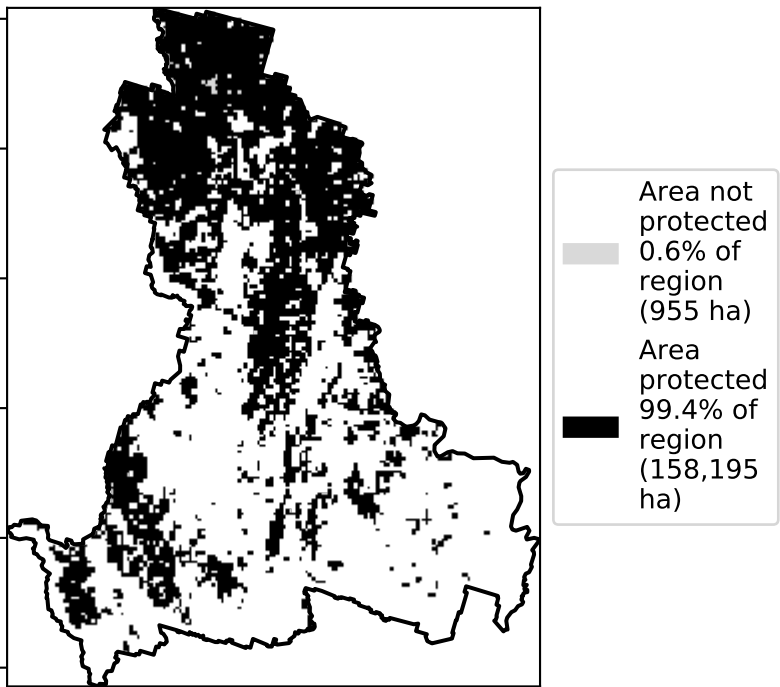 Area not
protected
0.6% of
region
(955 ha)
Area
protected
99.4% of
region
(158,195
ha)